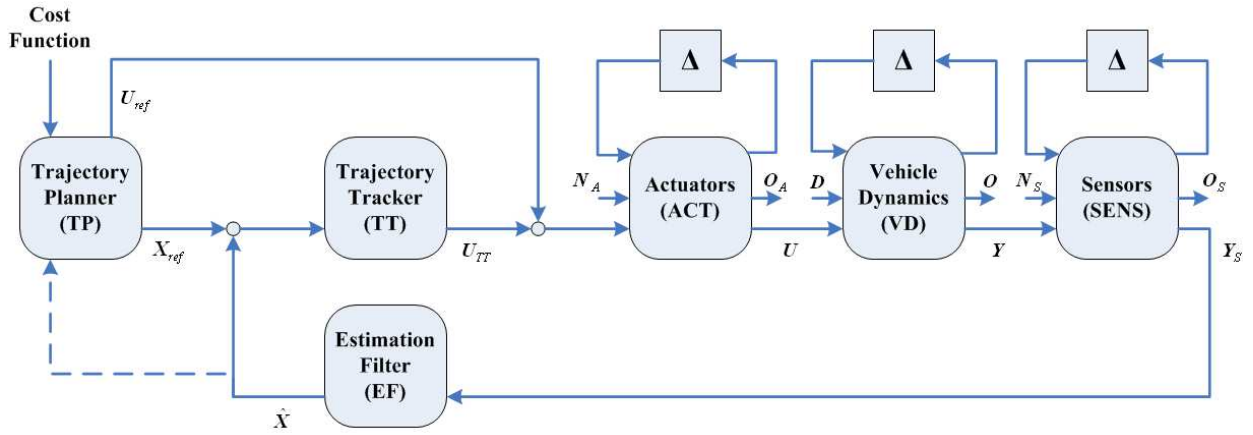 Cost
Function
U_ref
Δ
Δ
Δ
Trajectory
Planner
(TP)
Trajectory
Tracker
(TT)
N_A
Actuators
(ACT)
O_A
D
Vehicle
Dynamics
(VD)
O
N_S
Sensors
(SENS)
O_S
X_ref
U_TT
U
Y
Y_S
Estimation
Filter
(EF)
X̂